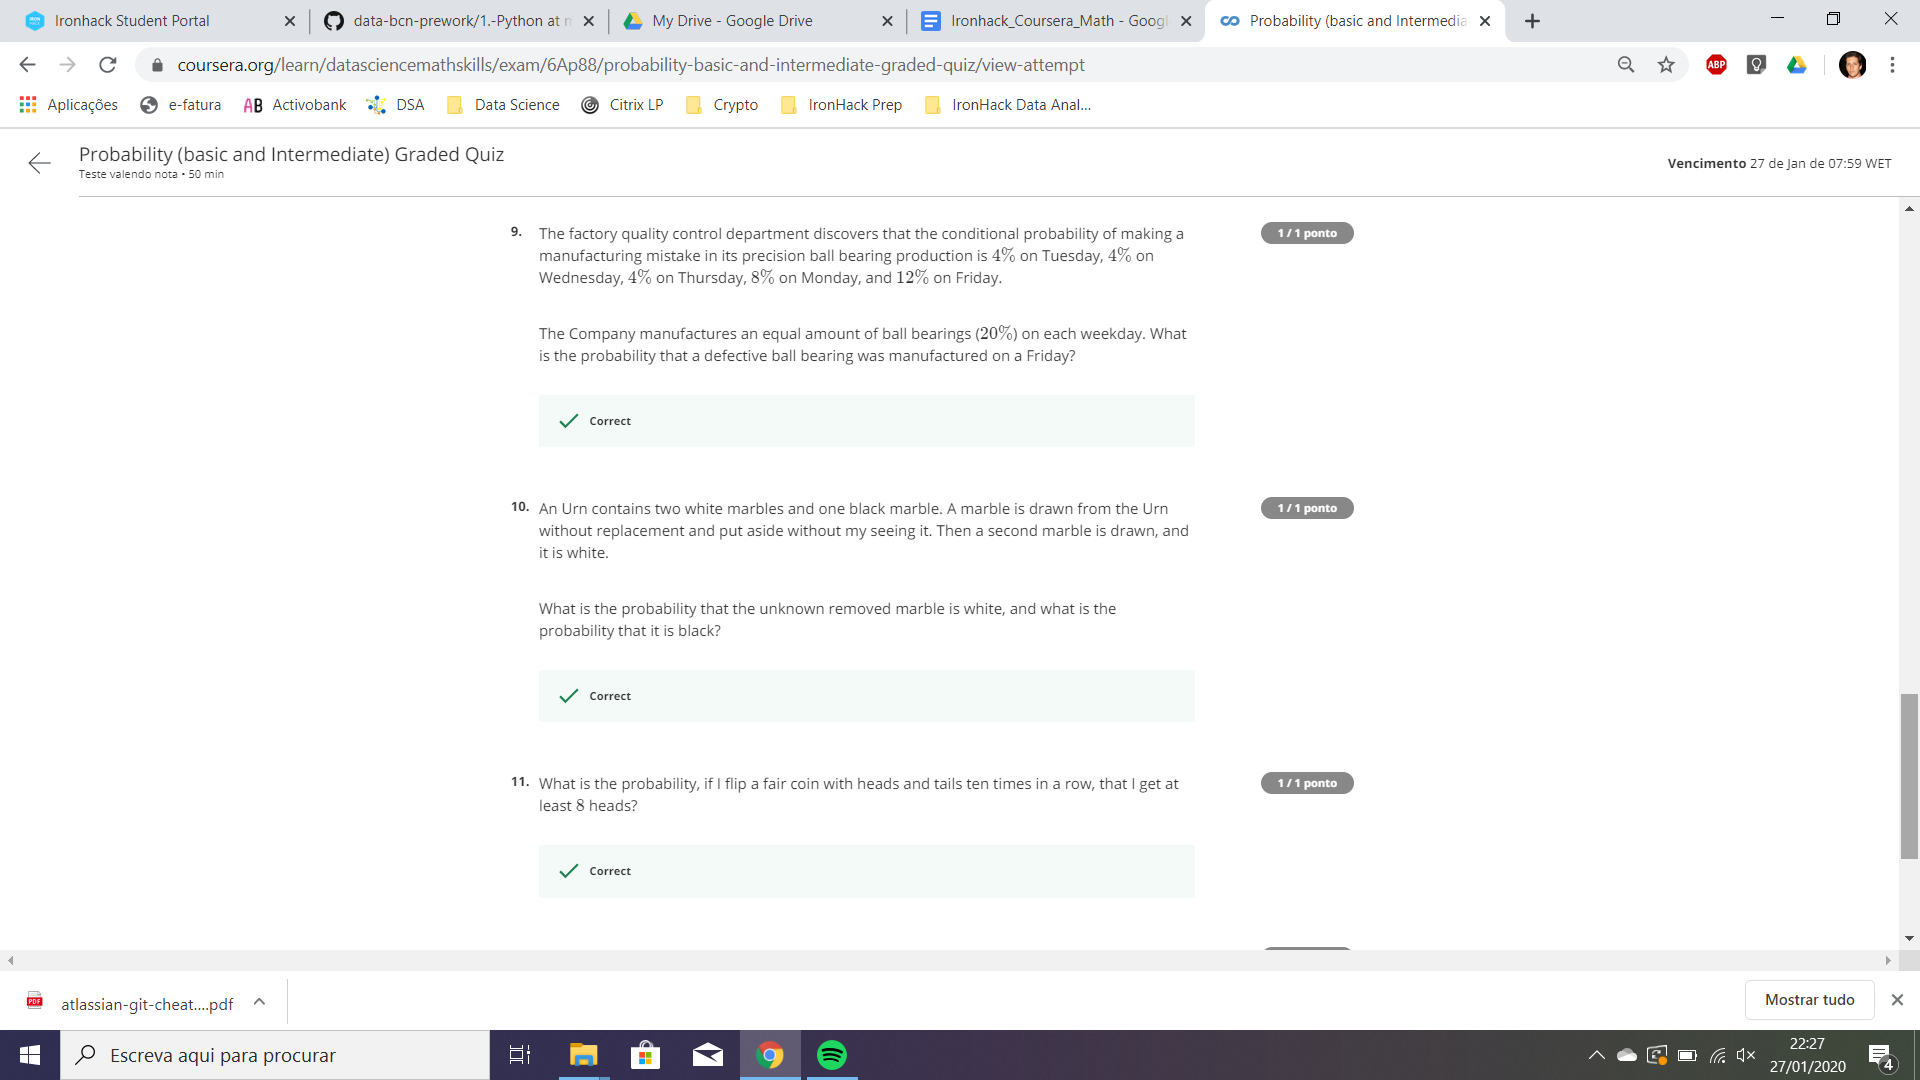 Ironhack Student Portal
data-bcn-prework/1.-Python at m
My Drive - Google Drive
Ironhack_Coursera_Math - Googl
Probability (basic and Intermedia
coursera.org/learn/datasciencemathskills/exam/6Ap88/probability-basic-and-intermediate-graded-quiz/view-attempt
ABP
Aplicações
e-fatura
AB Activobank
DSA
Data Science
Citrix LP
Crypto
IronHack Prep
IronHack Data Anal...
Probability (basic and Intermediate) Graded Quiz
Teste valendo nota • 50 min
Vencimento 27 de Jan de 07:59 WET
9. The factory quality control department discovers that the conditional probability of making a
manufacturing mistake in its precision ball bearing production is 4% on Tuesday, 4% on
Wednesday, 4% on Thursday, 8% on Monday, and 12% on Friday.
1 / 1 ponto
The Company manufactures an equal amount of ball bearings (20%) on each weekday. What
is the probability that a defective ball bearing was manufactured on a Friday?
Correct
10. An Urn contains two white marbles and one black marble. A marble is drawn from the Urn
without replacement and put aside without my seeing it. Then a second marble is drawn, and
it is white.
1 / 1 ponto
What is the probability that the unknown removed marble is white, and what is the
probability that it is black?
Correct
11. What is the probability, if I flip a fair coin with heads and tails ten times in a row, that I get at
least 8 heads?
1 / 1 ponto
Correct
PDF
atlassian-git-cheat....pdf
Mostrar tudo
Escreva aqui para procurar
22:27
27/01/2020
4